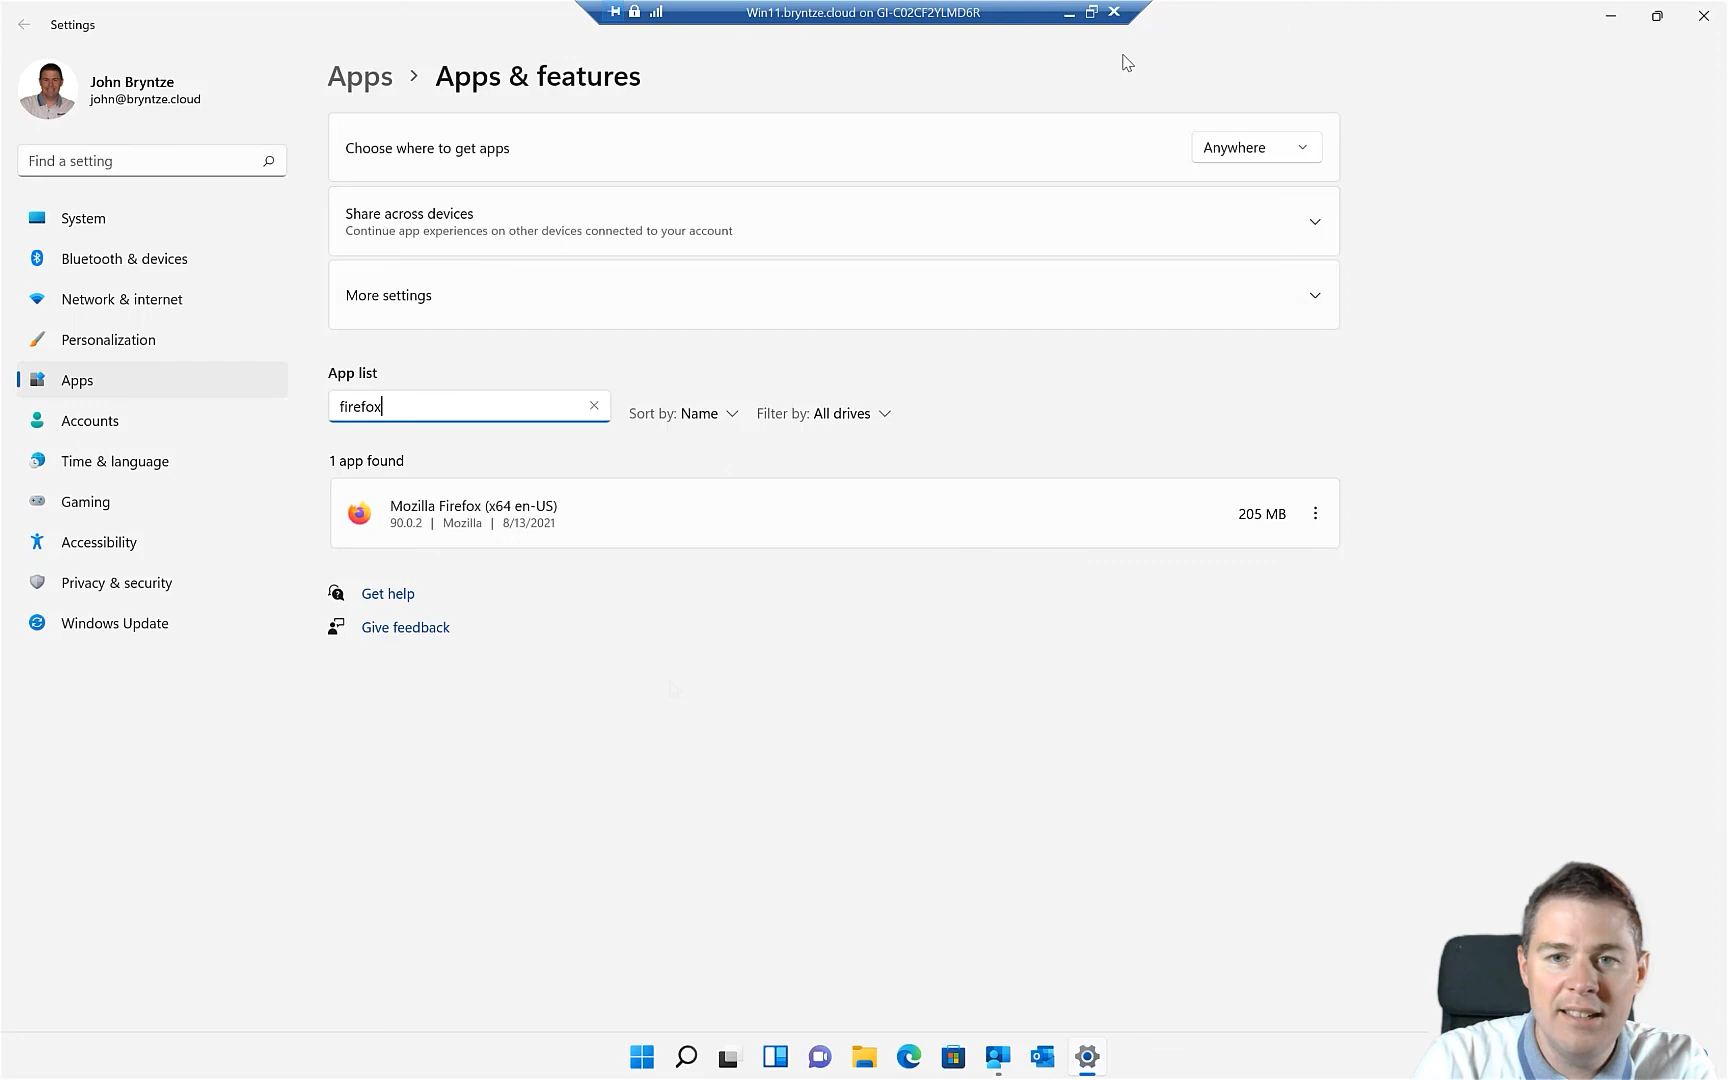 Settings
Win11.bryntze.cloud on GI-C02CF2YLMD6R
John Bryntze
john@bryntze.cloud
Find a setting
System
Bluetooth & devices
Network & internet
Personalization
Apps
Accounts
Time & language
Gaming
Accessibility
Privacy & security
Windows Update
Apps > Apps & features
Choose where to get apps
Anywhere
Share across devices
Continue app experiences on other devices connected to your account
More settings
App list
firefox
Sort by: Name
Filter by: All drives
1 app found
Mozilla Firefox (x64 en-US)
90.0.2 | Mozilla | 8/13/2021
205 MB
Get help
Give feedback